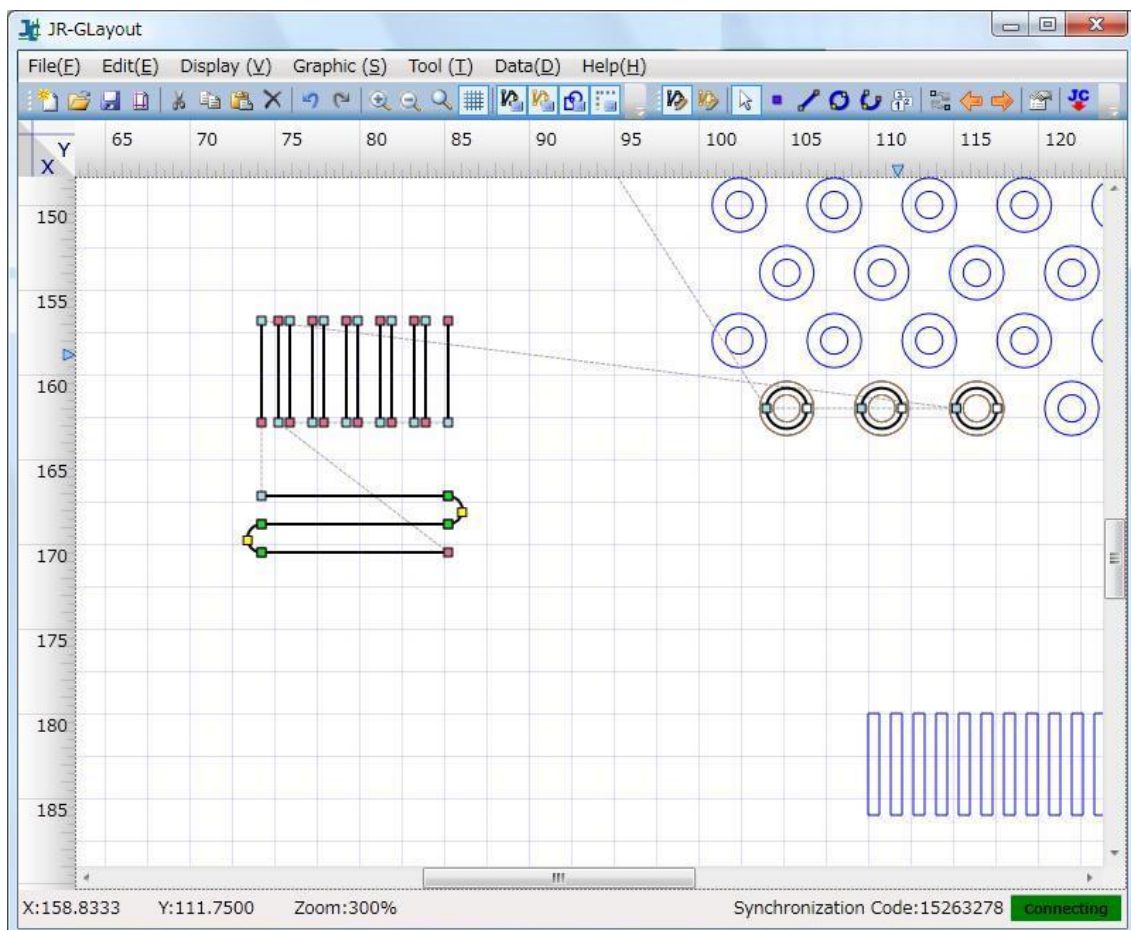 JR-GLayout
File(F) Edit(E) Display (V) Graphic (S) Tool (T) Data(D) Help(H)
JC
Y 65 70 75 80 85 90 95 100 105 110 115 120
X
150
155
160
165
170
175
180
185
X:158.8333 Y:111.7500 Zoom:300% Synchronization Code:15263278 Connecting